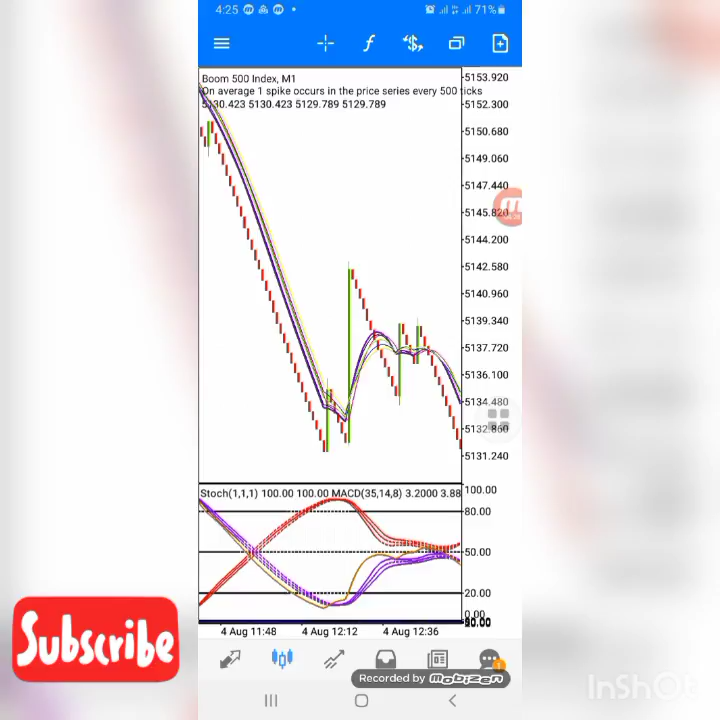 4:25
71%
Boom 500 Index, M1
On average 1 spike occurs in the price series every 500 ticks
5130.423 5130.423 5129.789 5129.789
5153.920
5152.300
5150.680
5149.060
5147.440
5145.820
5144.200
5142.580
5140.960
5139.340
5137.720
5136.100
5134.480
5132.860
5131.240
Stoch(1,1,1) 100.00 100.00 MACD(35,14,8) 3.2000 3.88
100.00
80.00
50.00
20.00
0.00
4 Aug 11:48 4 Aug 12:12 4 Aug 12:36
Subscribe
1
Recorded by mobizen
InShOt